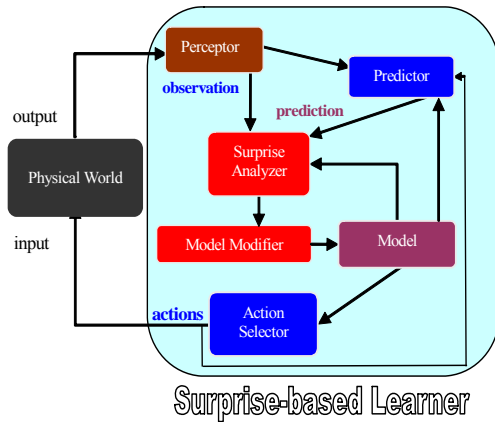 Perceptor
Predictor
observation
output
prediction
Surprise
Analyzer
Physical World
input
Model Modifier
Model
actions
Action
Selector
Surprise-based Learner